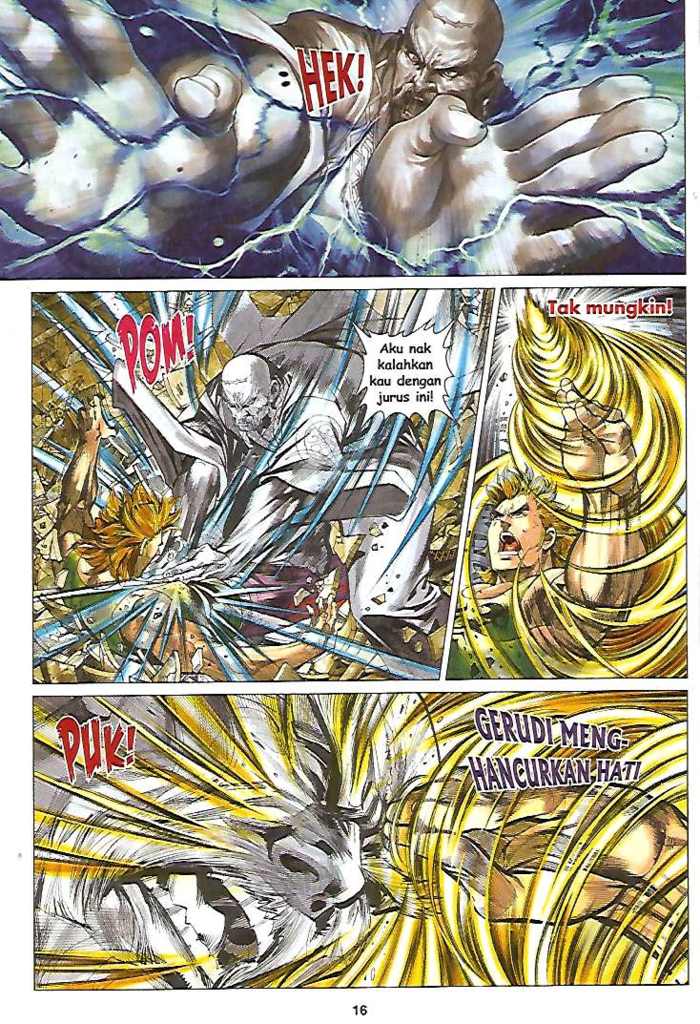 HEK!
POM!
Aku nak
kalahkan
kau dengan
jurus ini!
Tak mungkin!
PUK!
GERUDI MENG-
HANCURKAN HATI
16